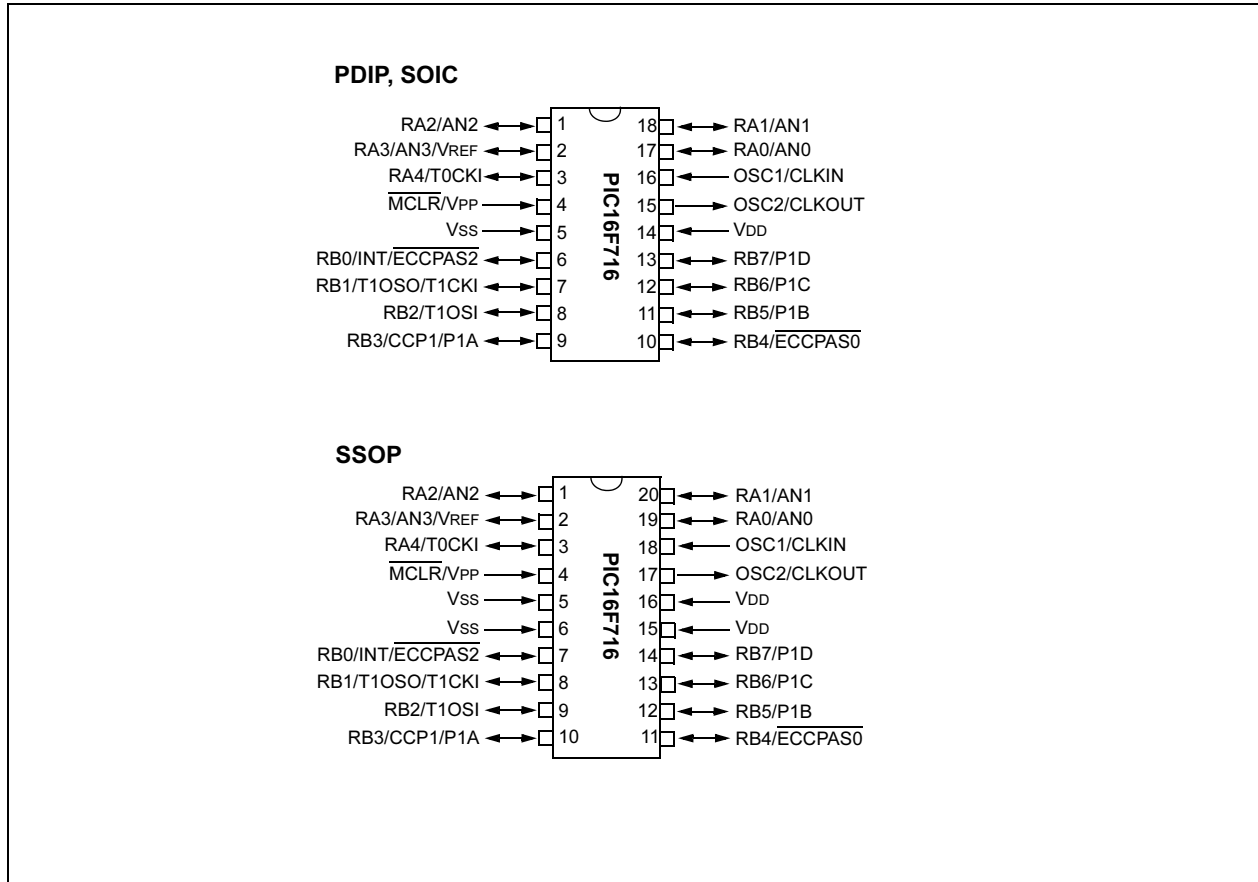 PDIP, SOIC
RA2/AN2 1 18 RA1/AN1
RA3/AN3/VREF 2 17 RA0/AN0
RA4/T0CKI 3 16 OSC1/CLKIN
MCLR/VPP 4 15 OSC2/CLKOUT
VSS 5 14 VDD
RB0/INT/ECCPAS2 6 13 RB7/P1D
RB1/T1OSO/T1CKI 7 12 RB6/P1C
RB2/T1OSI 8 11 RB5/P1B
RB3/CCP1/P1A 9 10 RB4/ECCPAS0
PIC16F716
SSOP
RA2/AN2 1 20 RA1/AN1
RA3/AN3/VREF 2 19 RA0/AN0
RA4/T0CKI 3 18 OSC1/CLKIN
MCLR/VPP 4 17 OSC2/CLKOUT
VSS 5 16 VDD
VSS 6 15 VDD
RB0/INT/ECCPAS2 7 14 RB7/P1D
RB1/T1OSO/T1CKI 8 13 RB6/P1C
RB2/T1OSI 9 12 RB5/P1B
RB3/CCP1/P1A 10 11 RB4/ECCPAS0
PIC16F716